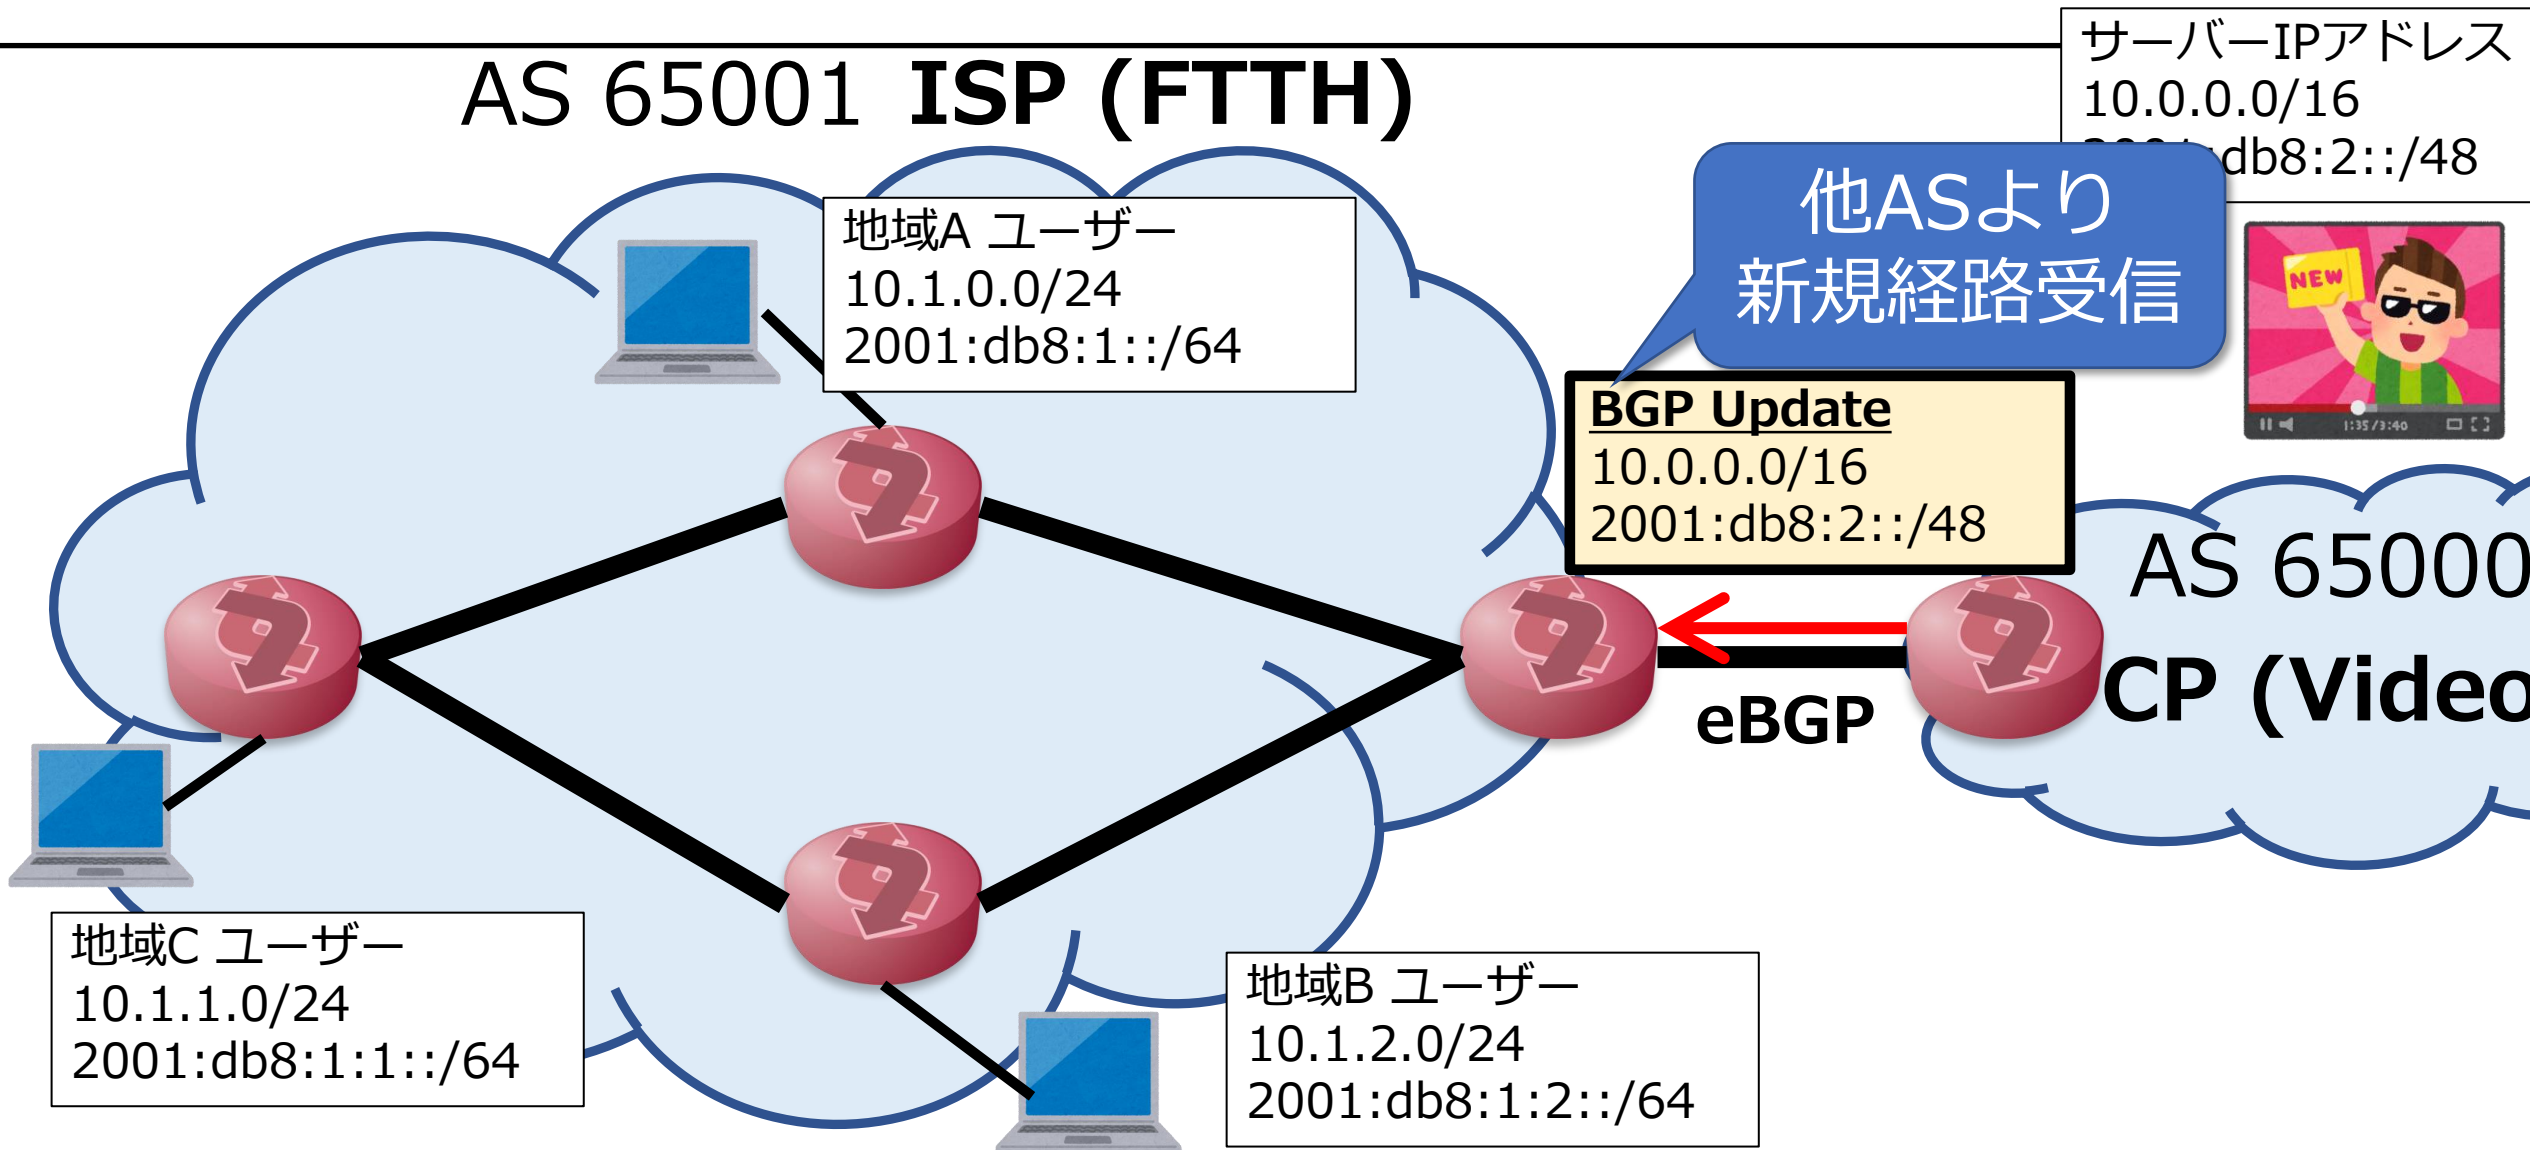 AS 65001 ISP (FTTH)
サーバーIPアドレス
10.0.0.0/16
db8:2::/48
他ASより
新規経路受信
地域A ユーザー
10.1.0.0/24
2001:db8:1::/64
NEW
1:35/3:40
BGP Update
10.0.0.0/16
2001:db8:2::/48
AS 65000
CP (Video
eBGP
地域C ユーザー
10.1.1.0/24
2001:db8:1:1::/64
地域B ユーザー
10.1.2.0/24
2001:db8:1:2::/64